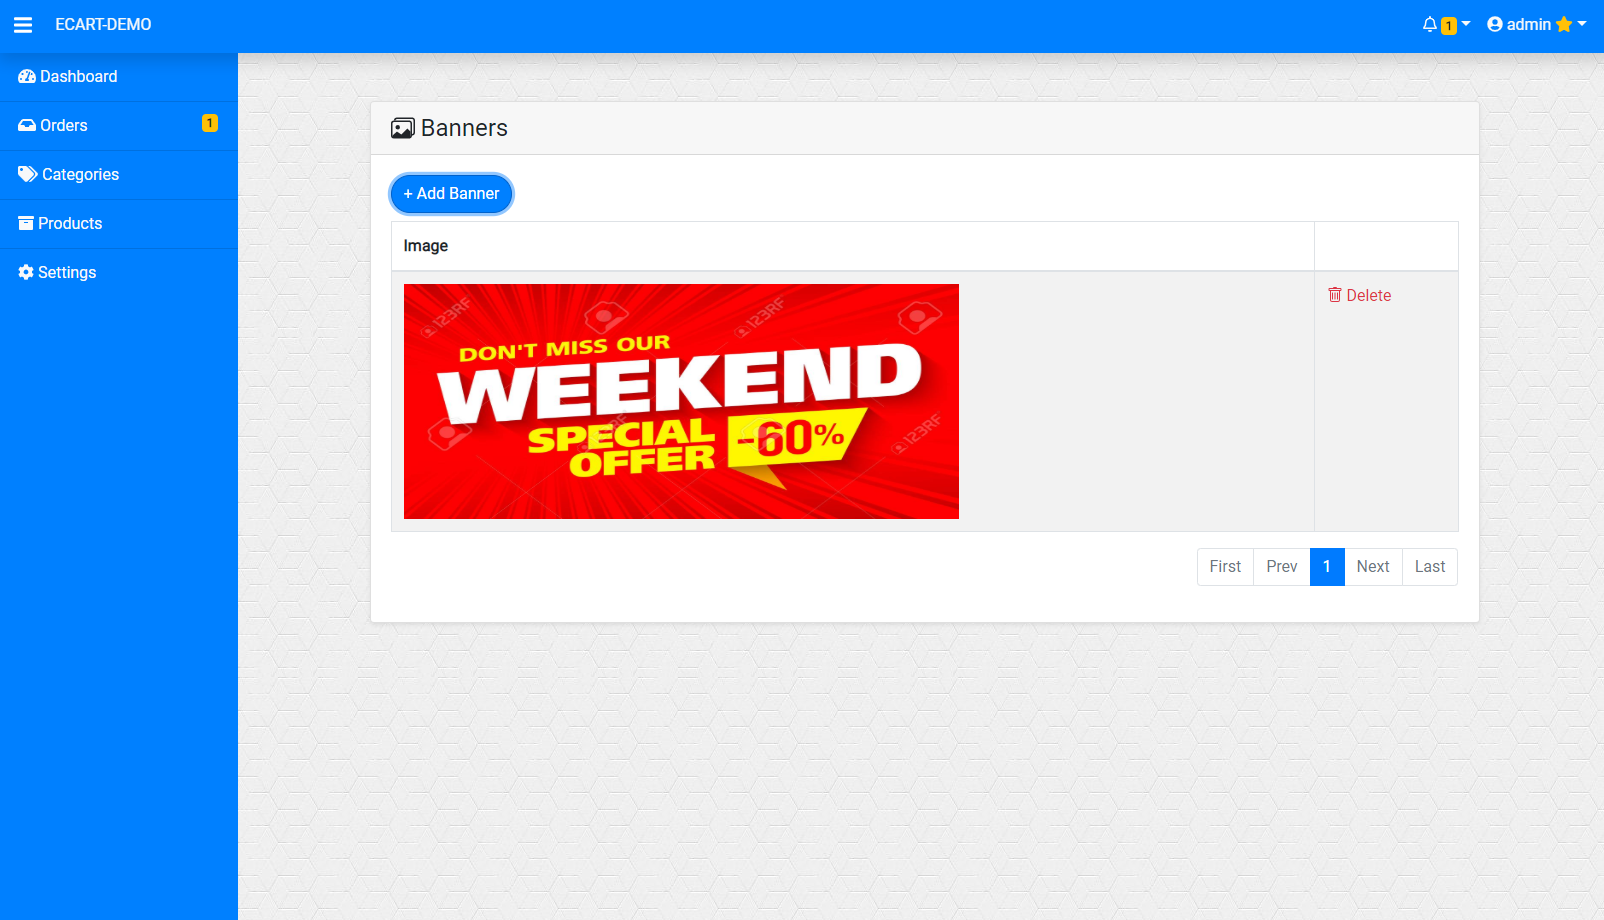 ECART-DEMO
1
admin
Dashboard
Orders
1
Categories
Products
Settings
Banners
+ Add Banner
Image
123RF
123RF
DON'T MISS OUR
WEEKEND
SPECIAL
OFFER
-60%
123RF
Delete
First
Prev
1
Next
Last